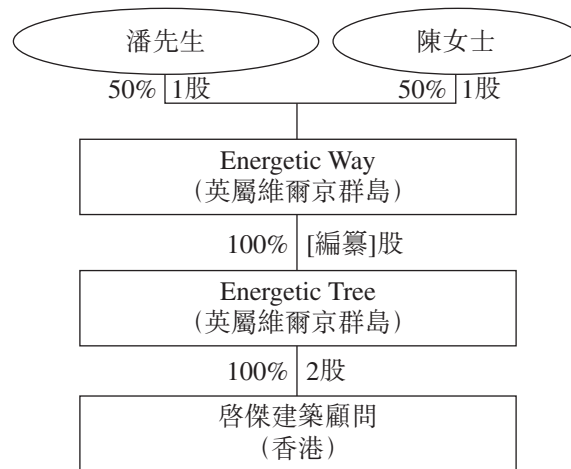 潘先生
陳女士
50% 1股
50% 1股
Energetic Way
(英屬維爾京群島)
100% [編纂]股
Energetic Tree
(英屬維爾京群島)
100% 2股
啓傑建築顧問
(香港)